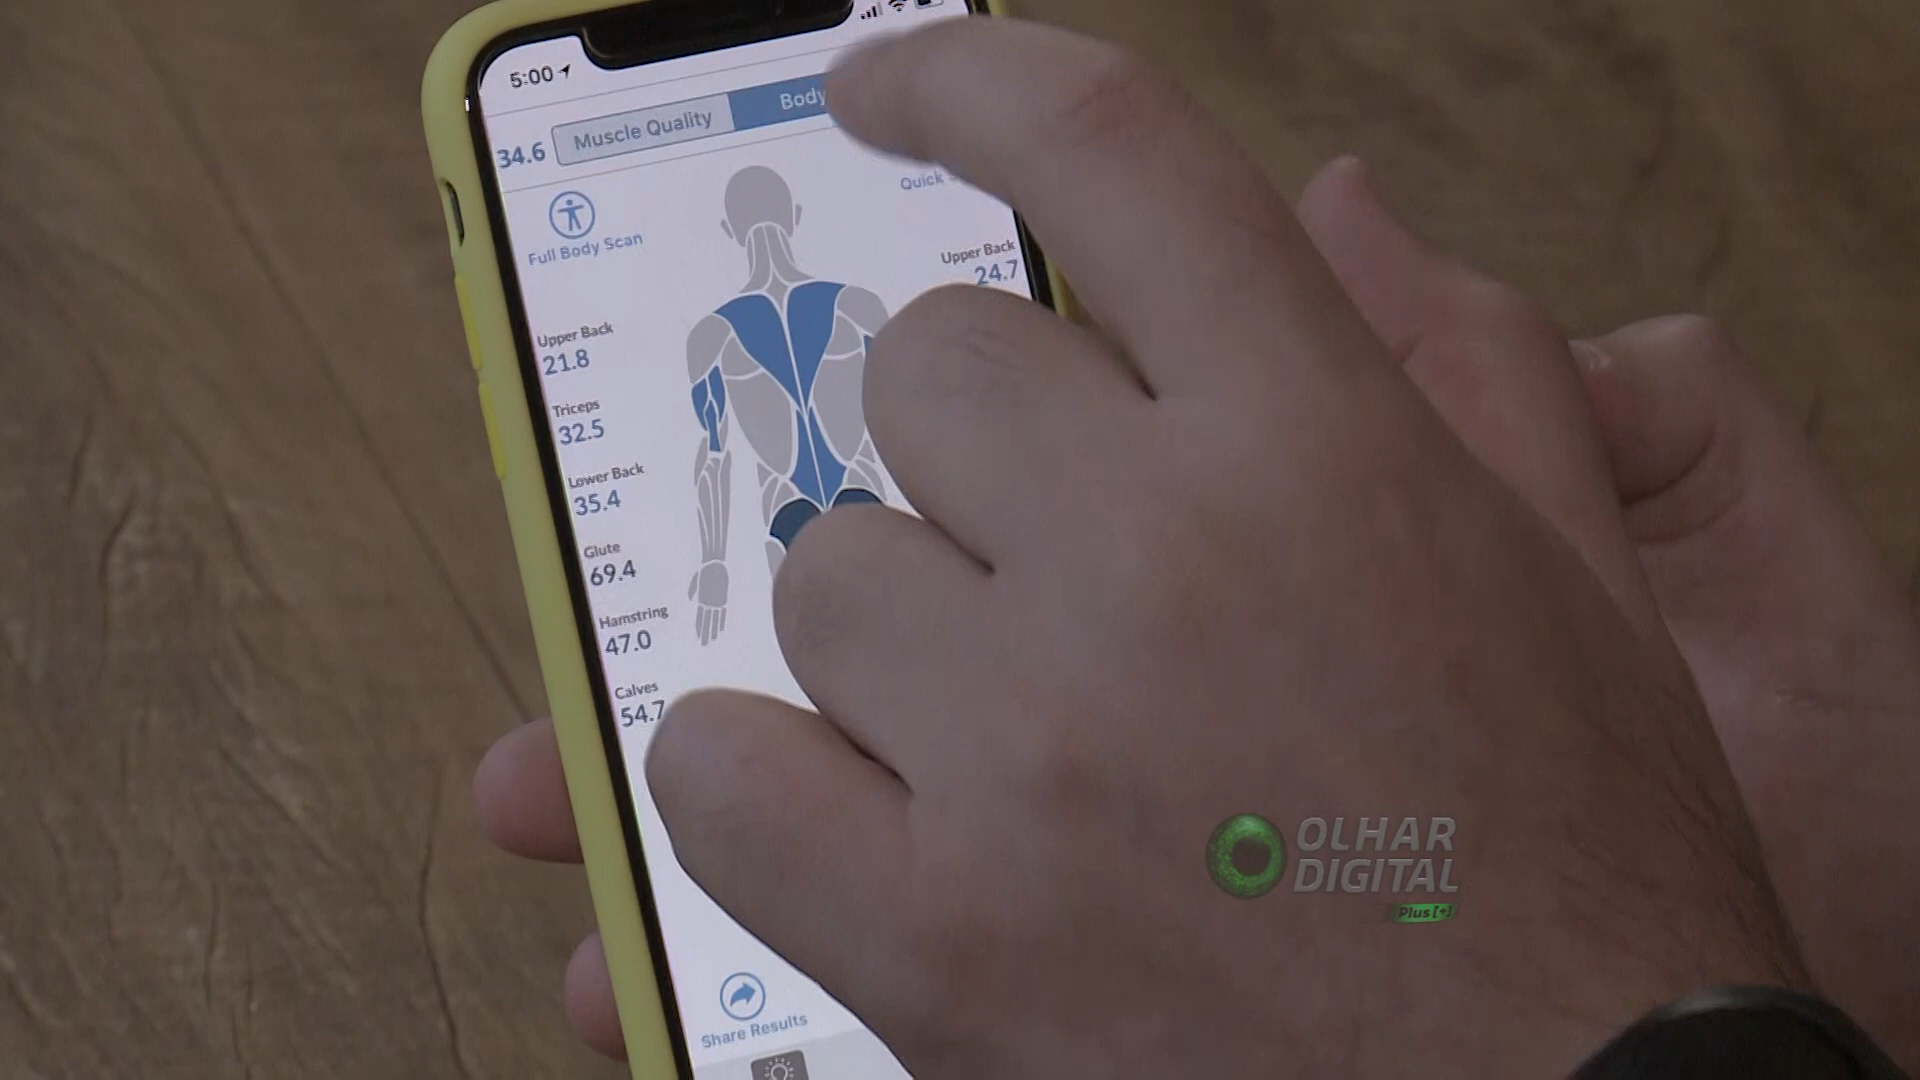 5:00
34.6
Muscle Quality
Body
Full Body Scan
Quick
Upper Back
24.7
Upper Back
21.8
Triceps
32.5
Lower Back
35.4
Glute
69.4
Hamstring
47.0
Calves
54.7
Share Results
OLHAR
DIGITAL
Plus [+]